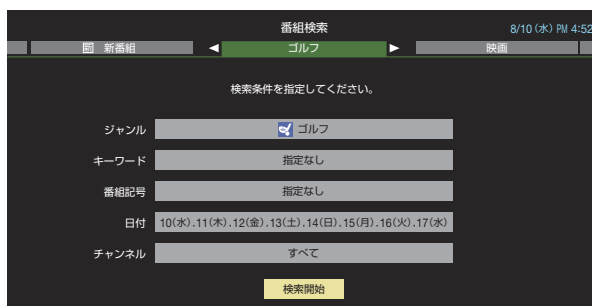 番組検索 8/10 (水) PM 4:52
新番組 ◀ ゴルフ ▶ 映画
検索条件を指定してください。
ジャンル ゴルフ
キーワード 指定なし
番組記号 指定なし
日付 10(水).11(木).12(金).13(土).14(日).15(月).16(火).17(水)
チャンネル すべて
検索開始